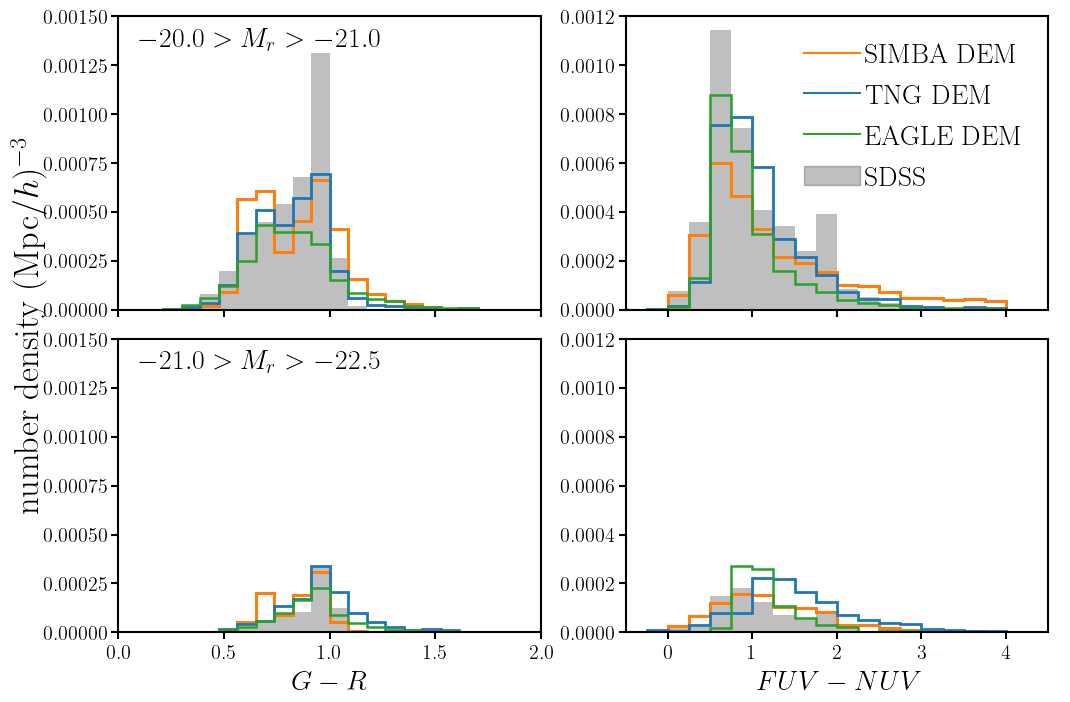 number density (Mpc/h)^{-3}
0.00150
0.00125
0.00100
0.00075
0.00050
0.00025
0.00000
−20.0 > M_r > −21.0
0.0012
0.0010
0.0008
0.0006
0.0004
0.0002
0.0000
SIMBA DEM
TNG DEM
EAGLE DEM
SDSS
0.00150
0.00125
0.00100
0.00075
0.00050
0.00025
0.00000
−21.0 > M_r > −22.5
0.0 0.5 1.0 1.5 2.0
G − R
0.0012
0.0010
0.0008
0.0006
0.0004
0.0002
0.0000
0 1 2 3 4
FUV − NUV